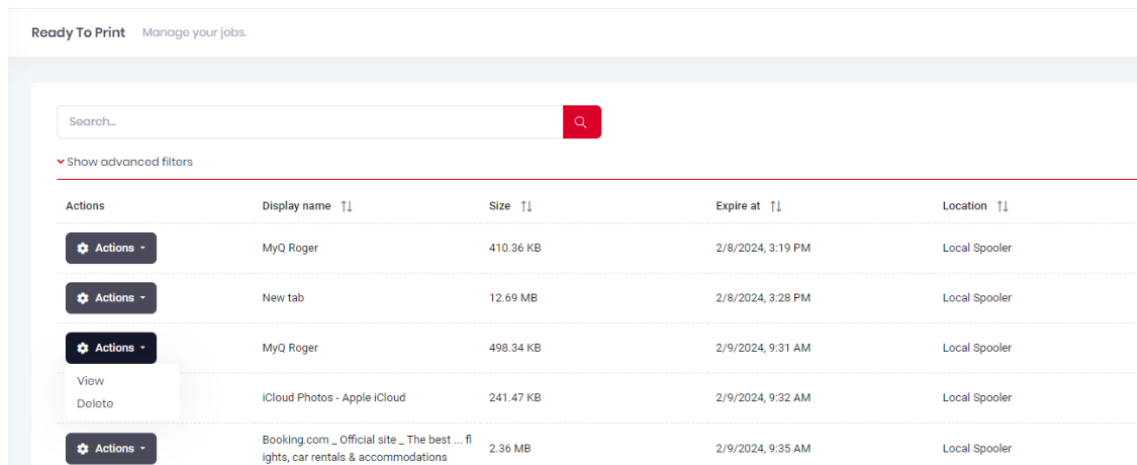 Ready To Print Manage your jobs.
Search...
Show advanced filters
Actions Display name Size Expire at Location
Actions MyQ Roger 410.36 KB 2/8/2024, 3:19 PM Local Spooler
Actions New tab 12.69 MB 2/8/2024, 3:28 PM Local Spooler
Actions MyQ Roger 498.34 KB 2/9/2024, 9:31 AM Local Spooler
View
Delete
iCloud Photos - Apple iCloud 241.47 KB 2/9/2024, 9:32 AM Local Spooler
Actions Booking.com _ Official site _ The best ... fl 2.36 MB 2/9/2024, 9:35 AM Local Spooler
ights, car rentals & accommodations